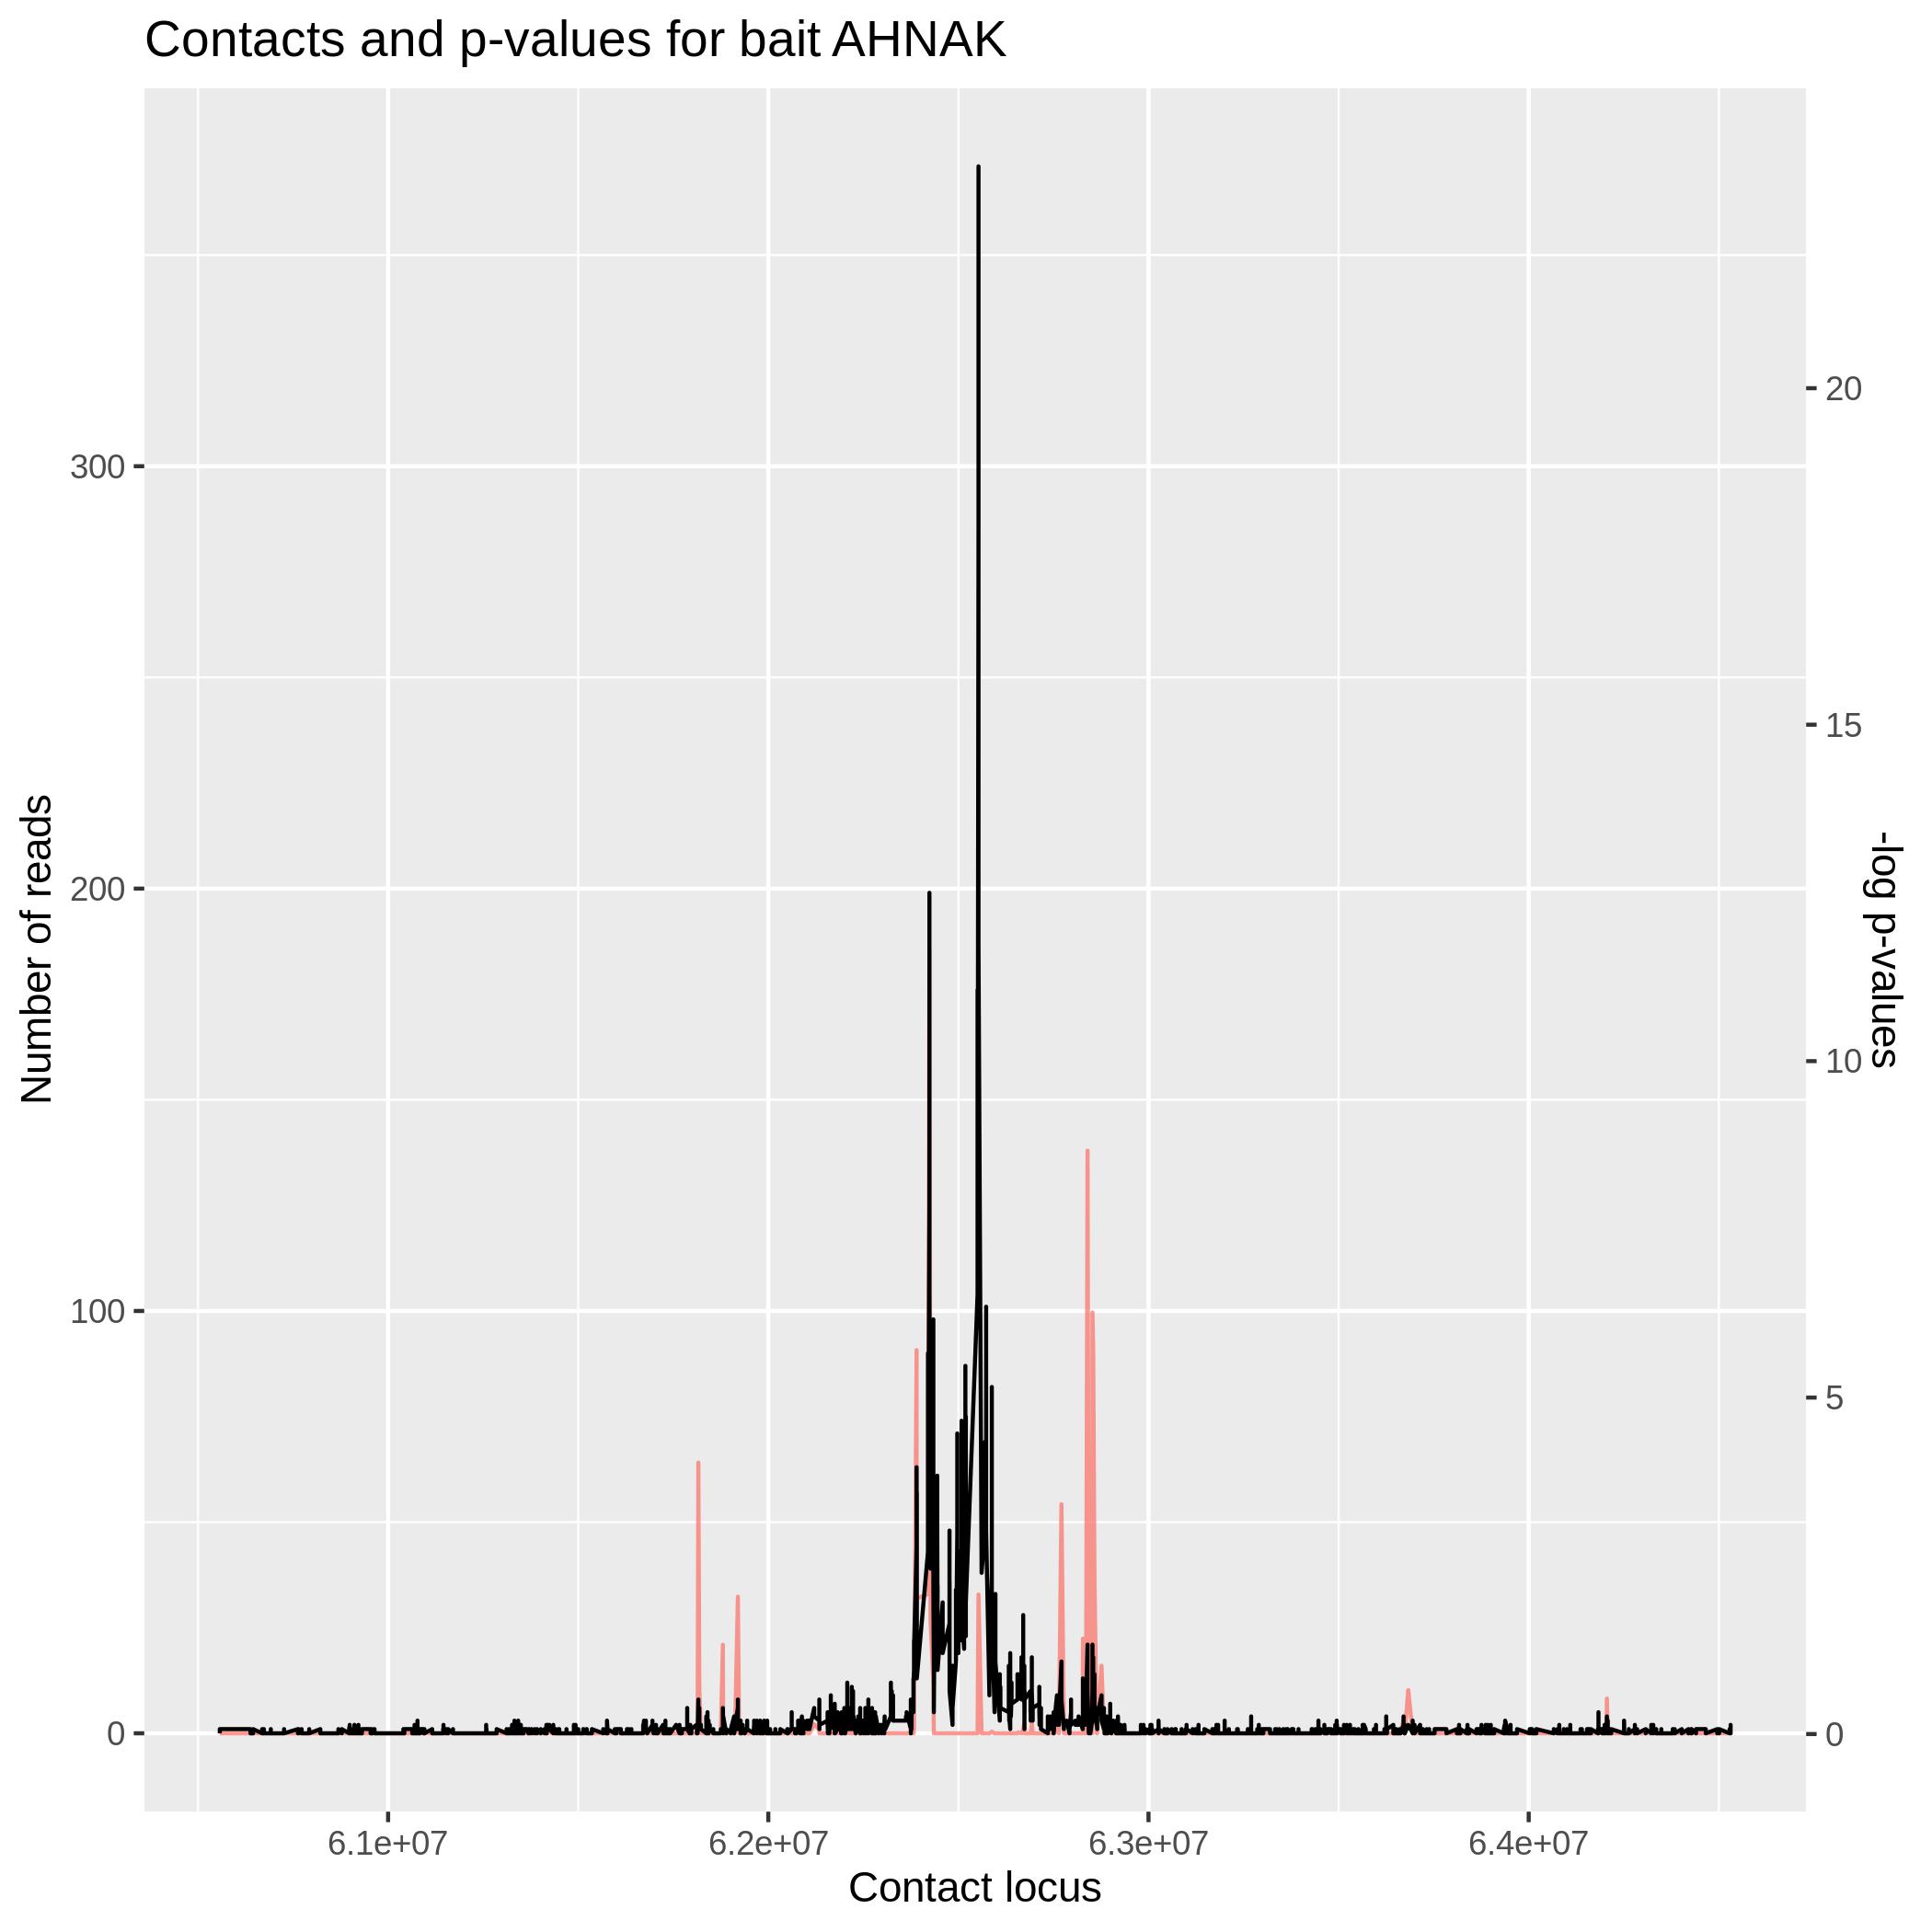 Contacts and p-values for bait AHNAK
Number of reads
300
200
100
0
20
15
10
5
0
-log p-values
6.1e+07 6.2e+07 6.3e+07 6.4e+07
Contact locus